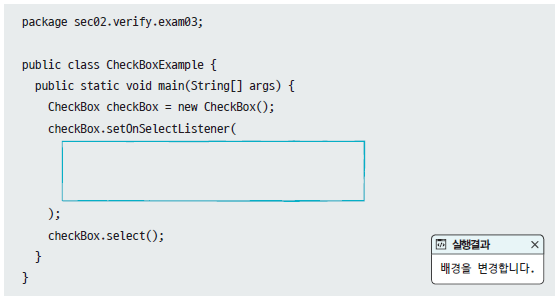 package sec02.verify.exam03;
public class CheckBoxExample {
public static void main(String[] args) {
CheckBox checkBox = new CheckBox();
checkBox.setOnSelectListener(
);
checkBox.select();
}
}
실행결과
배경을 변경합니다.